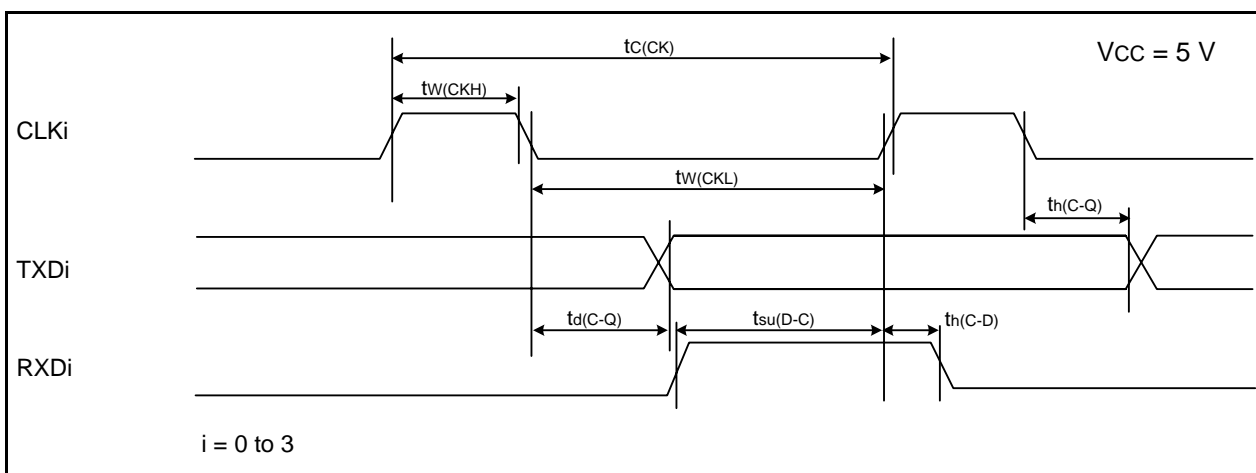 tC(CK)
VCC = 5 V
tW(CKH)
CLKi
tW(CKL)
th(C-Q)
TXDi
td(C-Q)
tsu(D-C)
th(C-D)
RXDi
i = 0 to 3